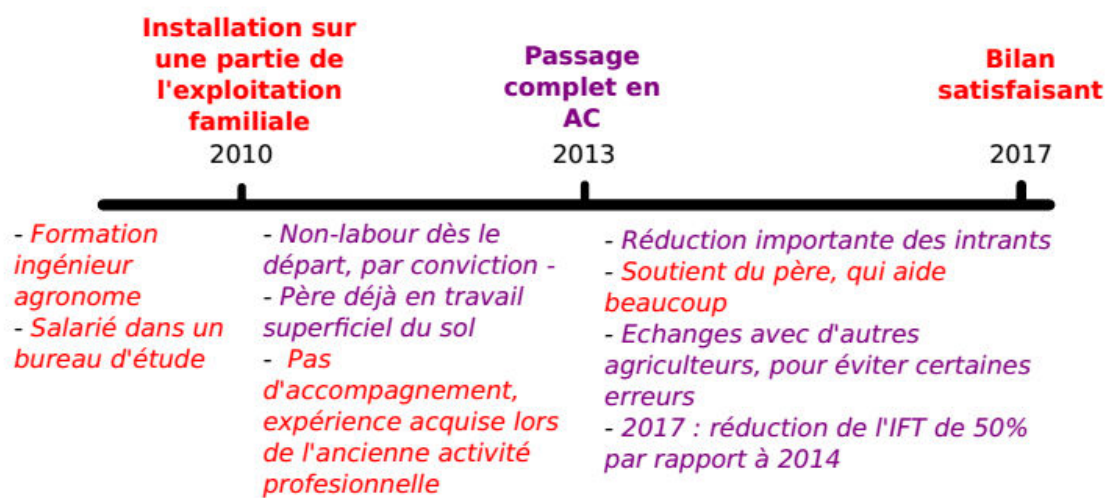 Installation sur
une partie de
l'exploitation
familiale
2010
Passage
complet en
AC
2013
Bilan
satisfaisant
2017
- Formation
ingénieur
agronome
- Salarié dans un
bureau d'étude
- Non-labour dès le
départ, par conviction -
- Père déjà en travail
superficiel du sol
- Pas
d'accompagnement,
expérience acquise lors
de l'ancienne activité
profesionnelle
- Réduction importante des intrants
- Soutient du père, qui aide
beaucoup
- Echanges avec d'autres
agriculteurs, pour éviter certaines
erreurs
- 2017 : réduction de l'IFT de 50%
par rapport à 2014